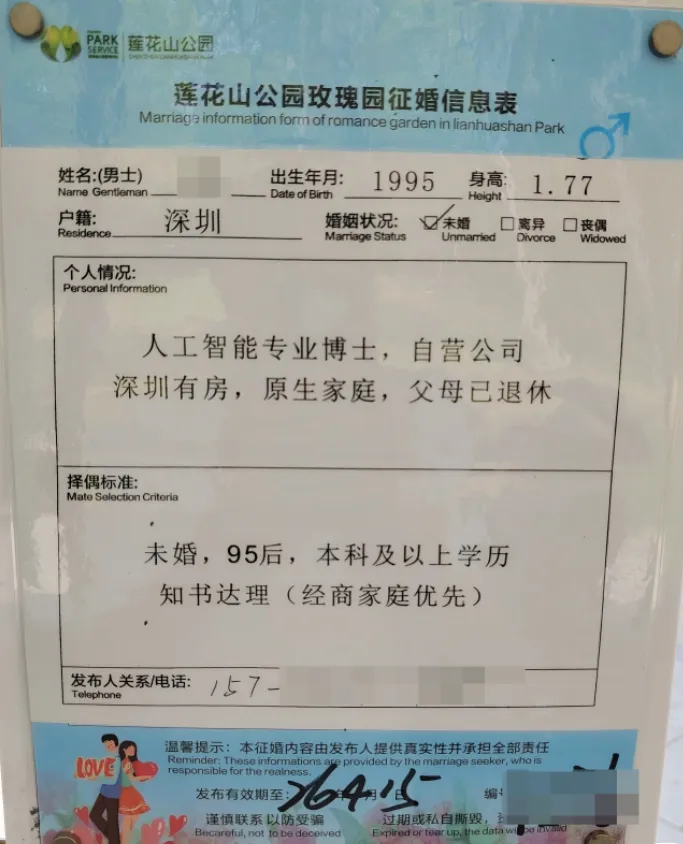 PARK
SERVICE
莲花山公园
莲花山公园玫瑰园征婚信息表
Marriage information form of romance garden in lianhuashan Park
姓名:(男士) 出生年月: 1995 身高: 1.77
Name Gentleman Date of Birth Height
户籍: 深圳 婚姻状况: 未婚 离异 丧偶
Residence Marriage Status Unmarried Divorce Widowed
个人情况:
Personal Information
人工智能专业博士，自营公司
深圳有房，原生家庭，父母已退休
择偶标准:
Mate Selection Criteria
未婚，95后，本科及以上学历
知书达理（经商家庭优先）
发布人关系/电话: 157-
Telephone
LOVE
温馨提示：本征婚内容由发布人提供真实性并承担全部责任
Reminder: These informations are provided by the marriage seeker, who is
responsible for the realness.
发布有效期至: 26 4 15 日 编号
谨慎联系 以防受骗 过期或私自撕毁，
Becareful, not to be deceived Expired or tear up, the data will be invalid